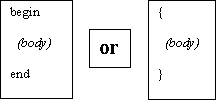 begin
(body)
end
or
{
(body)
}